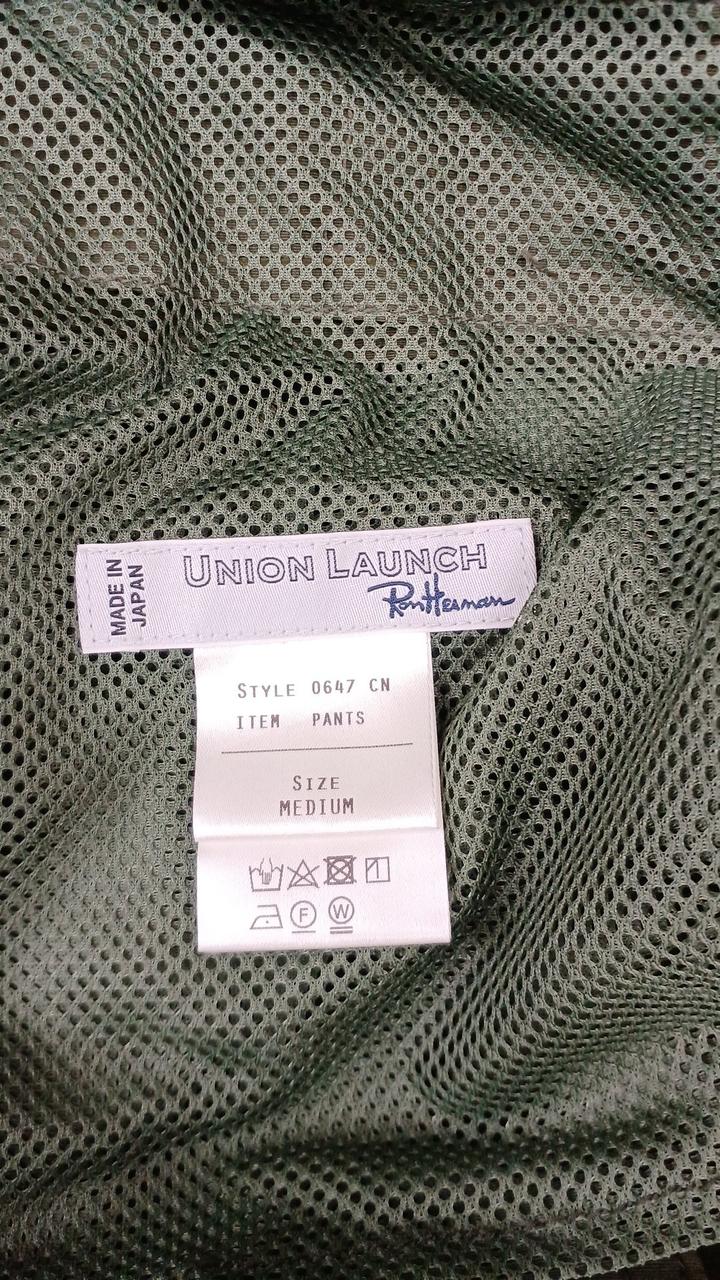 MADE IN
JAPAN
UNION LAUNCH
Ron Herman
STYLE 0647 CN
ITEM PANTS
SIZE
MEDIUM
F W